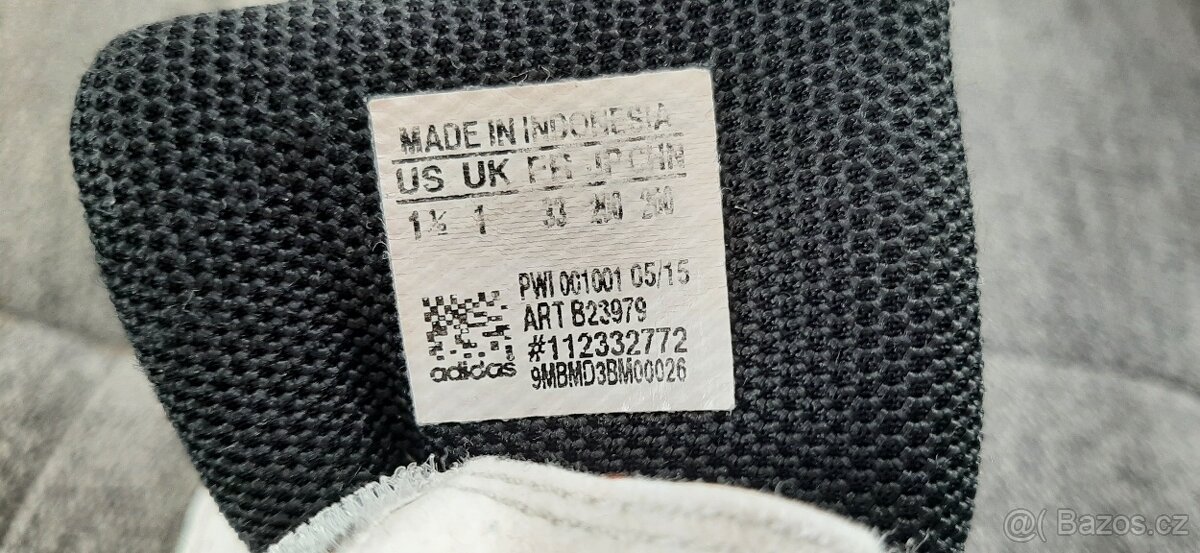 MADE IN INDONESIA
US UK FR JP CHN
1½ 1 33 200 200
PWI 001001 05/15
ART B23979
#112332772
adidas 9MBMD3BM00026
@( Bazos.cz